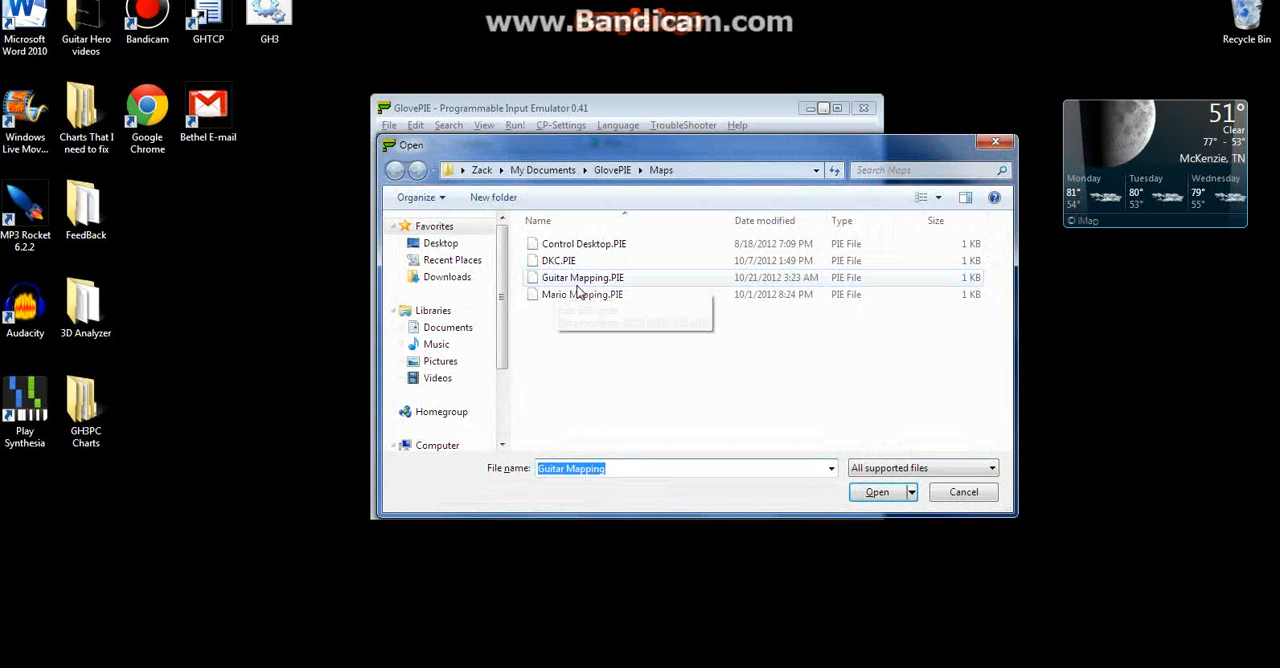 www.Bandicam.com
Microsoft Word 2010
Guitar Hero videos
Bandicam
GHTCP
GH3
Recycle Bin
Windows Live Mov...
Charts That I need to fix
Google Chrome
Bethel E-mail
MP3 Rocket 6.2.2
FeedBack
Audacity
3D Analyzer
Play Synthesia
GH3PC Charts
GlovePIE - Programmable Input Emulator 0.41
File Edit Search View Run! CP-Settings Language TroubleShooter Help
Open
Zack My Documents GlovePIE Maps Search Maps
Organize New folder
Favorites
Desktop
Recent Places
Downloads
Libraries
Documents
Music
Pictures
Videos
Homegroup
Computer
Name Date modified Type Size
Control Desktop.PIE 8/18/2012 7:09 PM PIE File 1 KB
DKC.PIE 10/7/2012 1:49 PM PIE File 1 KB
Guitar Mapping.PIE 10/21/2012 3:23 AM PIE File 1 KB
Mario Mapping.PIE 10/1/2012 8:24 PM PIE File 1 KB
File name: Guitar Mapping All supported files
Open Cancel
51°
Clear
77° - 53°
McKenzie, TN
Monday Tuesday Wednesday
81° 80° 79°
54° 53° 55°
© iMap